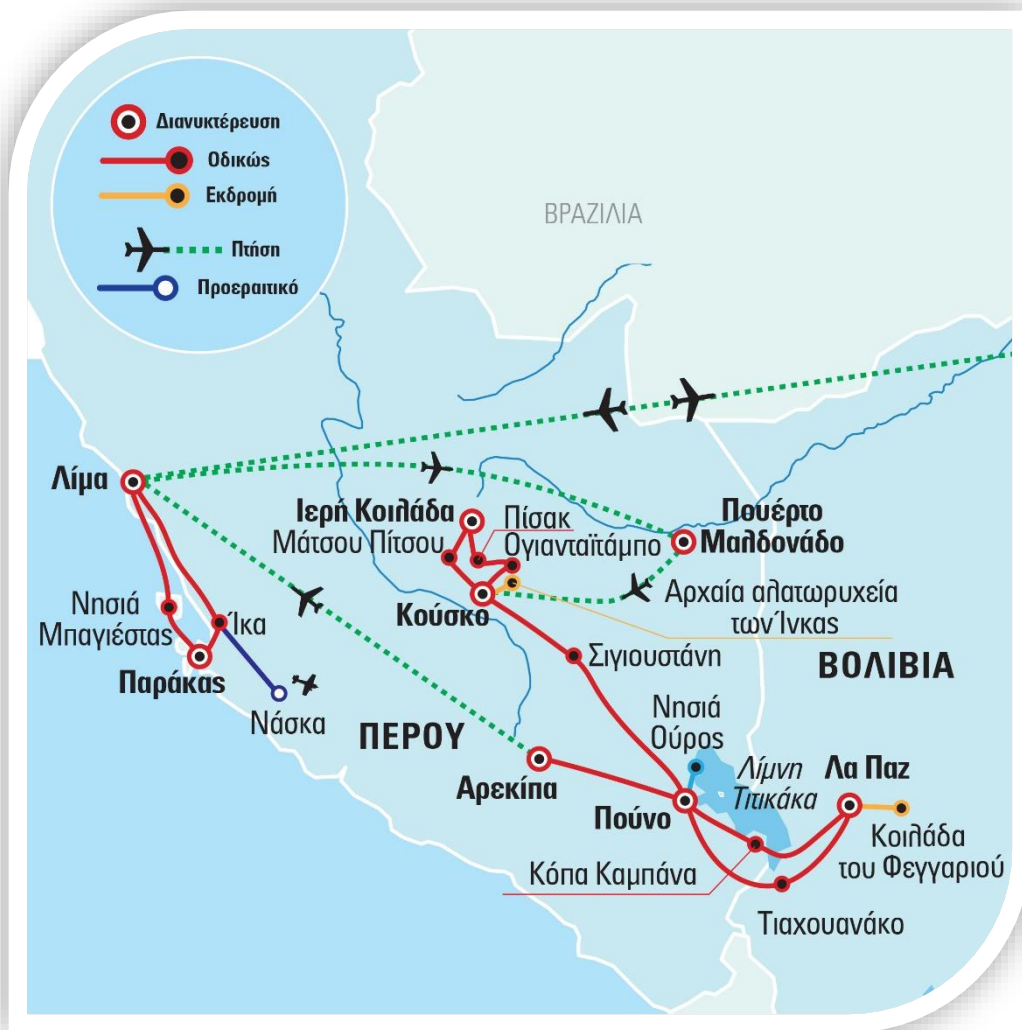 Διανυκτέρευση
Οδικώς
Εκδρομή
Πτήση
Προεραιτικό
ΒΡΑΖΙΛΙΑ
Λίμα
Ιερή Κοιλάδα
Μάτσου Πίτσου
Πίσακ
Ογιανταϊτάμπο
Πουέρτο
Μαλδονάδο
Κούσκο
Αρχαία αλατωρυχεία
των Ίνκας
Νησιά
Μπαγιέστας
Ίκα
Παράκας
Νάσκα
Σιγιουστάνη
ΒΟΛΙΒΙΑ
ΠΕΡΟΥ
Νησιά
Ούρος
Λίμνη
Τιτικάκα
Λα Παζ
Αρεκίπα
Πούνο
Κοιλάδα
του Φεγγαριού
Κόπα Καμπάνα
Τιαχουανάκο